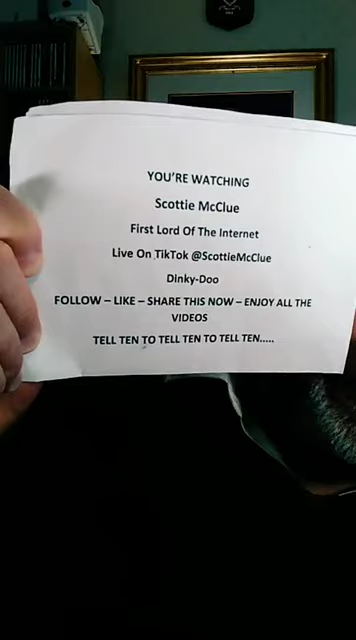 YOU'RE WATCHING
Scottie McClue
First Lord Of The Internet
Live On TikTok @ScottieMcClue
Dinky-Doo
FOLLOW – LIKE – SHARE THIS NOW – ENJOY ALL THE
VIDEOS
TELL TEN TO TELL TEN TO TELL TEN.....